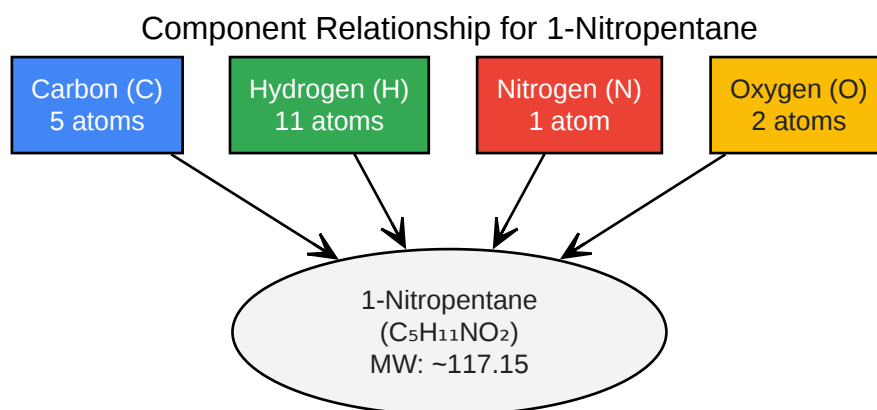 Component Relationship for 1-Nitropentane
Carbon (C)
5 atoms
Hydrogen (H)
11 atoms
Nitrogen (N)
1 atom
Oxygen (O)
2 atoms
1-Nitropentane
(C₅H₁₁NO₂)
MW: ~117.15